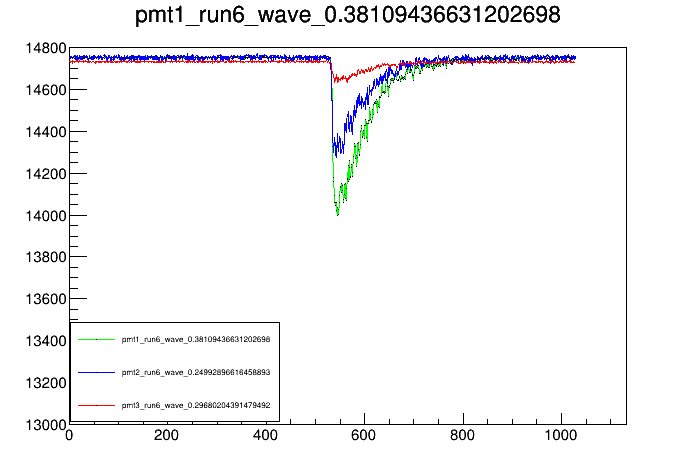 pmt1_run6_wave_0.38109436631202698
14800
14600
14400
14200
14000
13800
13600
13400
13200
13000
pmt1_run6_wave_0.38109436631202698
pmt2_run6_wave_0.24992896616458893
pmt3_run6_wave_0.29680204391479492
0 200 400 600 800 1000